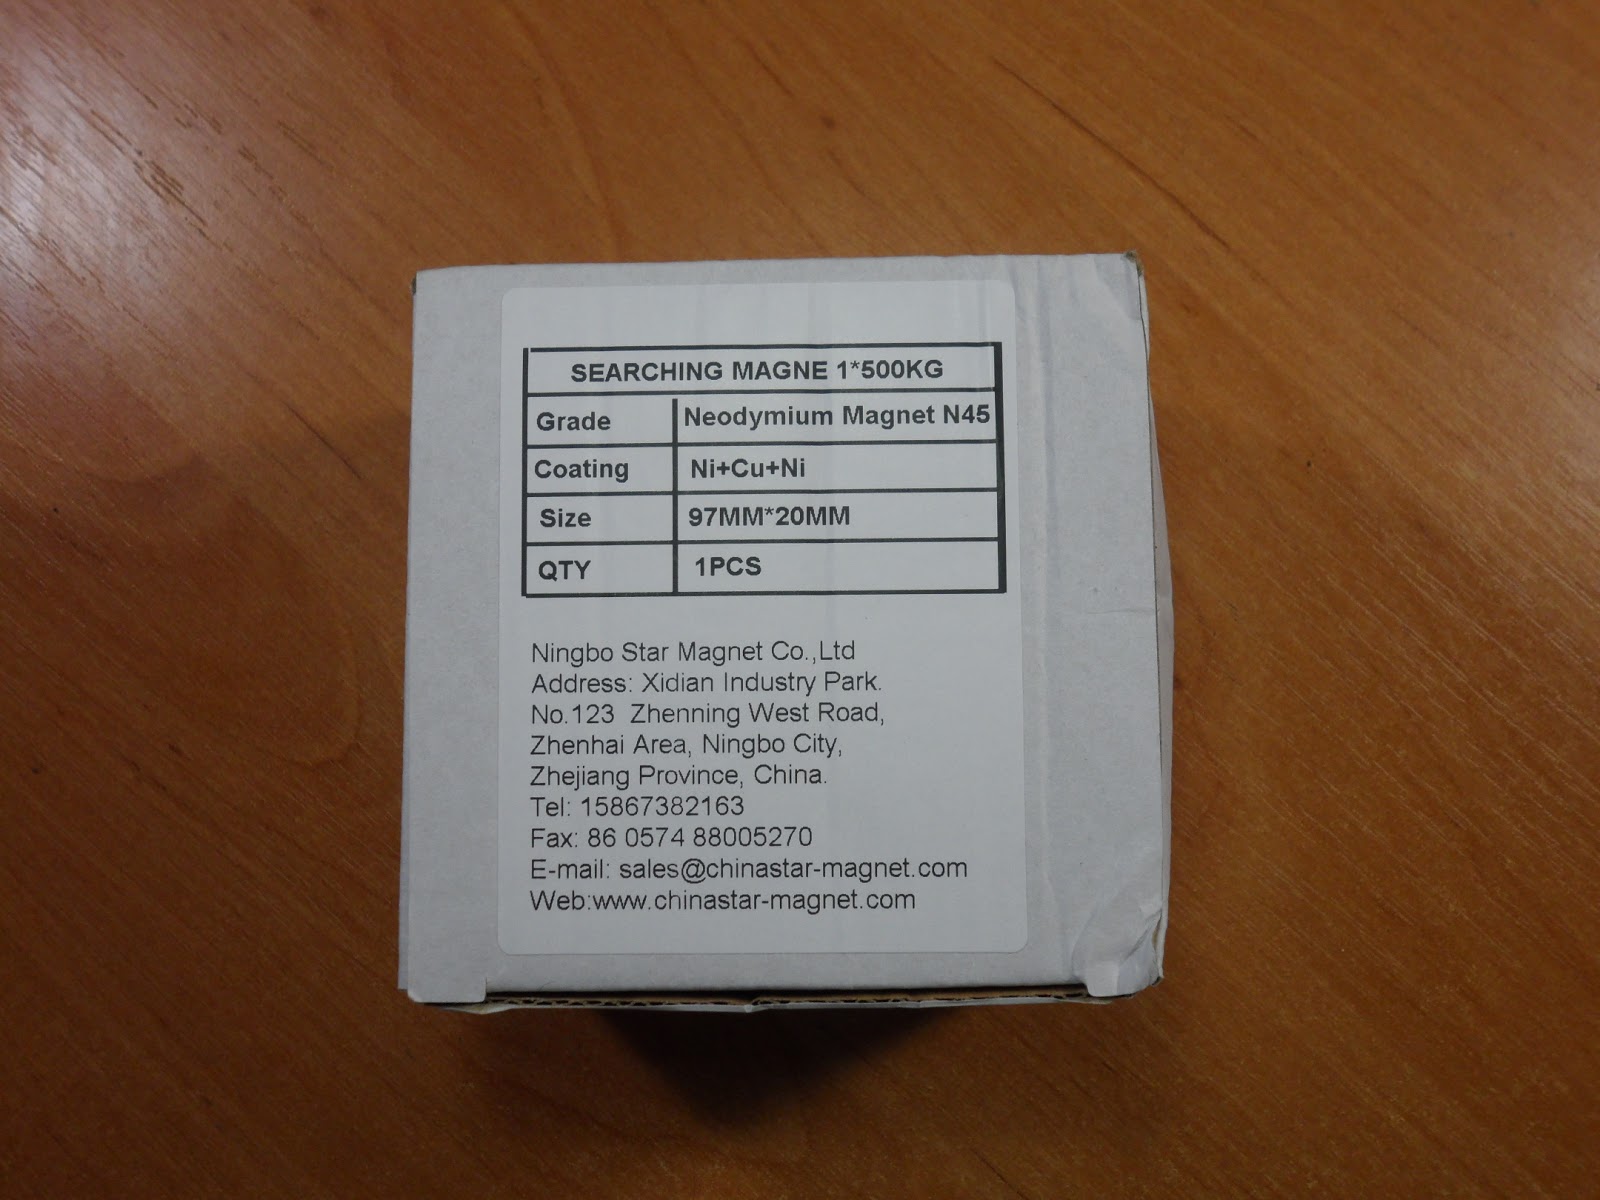 SEARCHING MAGNE 1*500KG
Grade Neodymium Magnet N45
Coating Ni+Cu+Ni
Size 97MM*20MM
QTY 1PCS
Ningbo Star Magnet Co.,Ltd
Address: Xidian Industry Park.
No.123 Zhenning West Road,
Zhenhai Area, Ningbo City,
Zhejiang Province, China.
Tel: 15867382163
Fax: 86 0574 88005270
E-mail: sales@chinastar-magnet.com
Web:www.chinastar-magnet.com